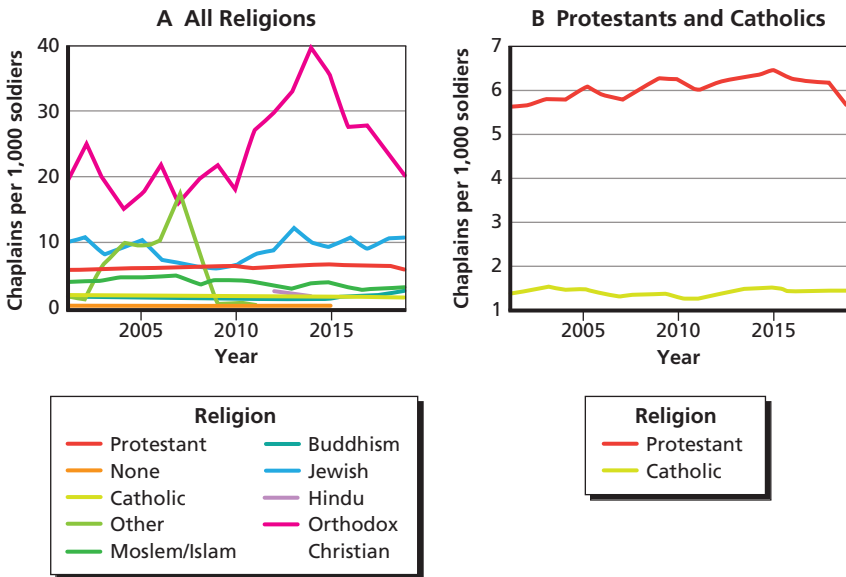 A All Religions
Chaplains per 1,000 soldiers
40
30
20
10
0
2005 2010 2015
Year
Religion
Protestant
None
Catholic
Other
Moslem/Islam
Buddhism
Jewish
Hindu
Orthodox
Christian
B Protestants and Catholics
Chaplains per 1,000 soldiers
7
6
5
4
3
2
1
2005 2010 2015
Year
Religion
Protestant
Catholic